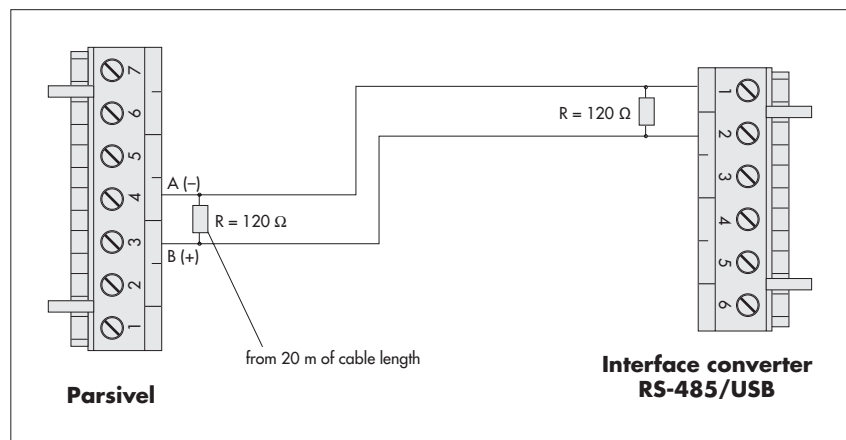 7
6
5
4
3
2
1
A (−)
R = 120 Ω
B (+)
from 20 m of cable length
Parsivel
R = 120 Ω
1
2
3
4
5
6
Interface converter
RS-485/USB